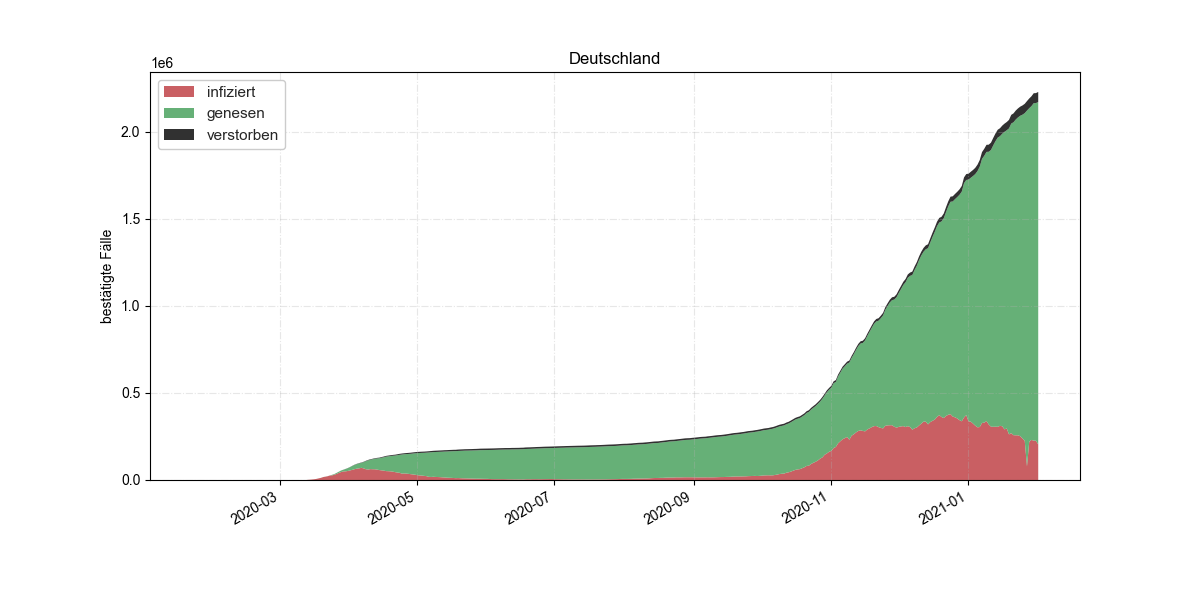 Deutschland
1e6
infiziert
genesen
verstorben
2.0
1.5
1.0
0.5
0.0
bestätigte Fälle
2020-03
2020-05
2020-07
2020-09
2020-11
2021-01